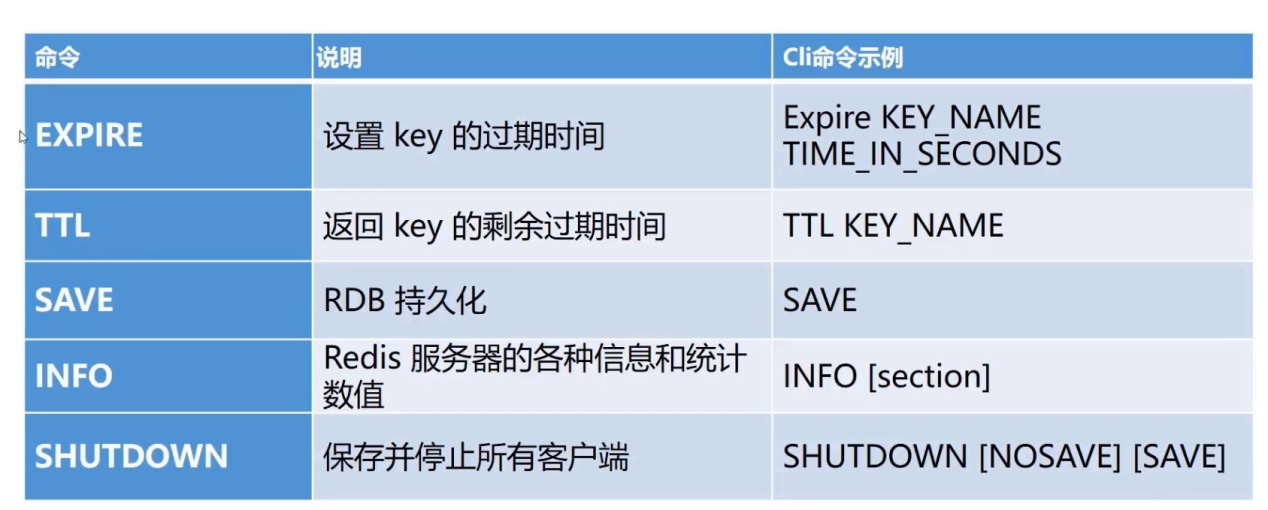 命令 说明 Cli命令示例
EXPIRE 设置 key 的过期时间 Expire KEY_NAME
TIME_IN_SECONDS
TTL 返回 key 的剩余过期时间 TTL KEY_NAME
SAVE RDB 持久化 SAVE
INFO Redis 服务器的各种信息和统计
数值 INFO [section]
SHUTDOWN 保存并停止所有客户端 SHUTDOWN [NOSAVE] [SAVE]